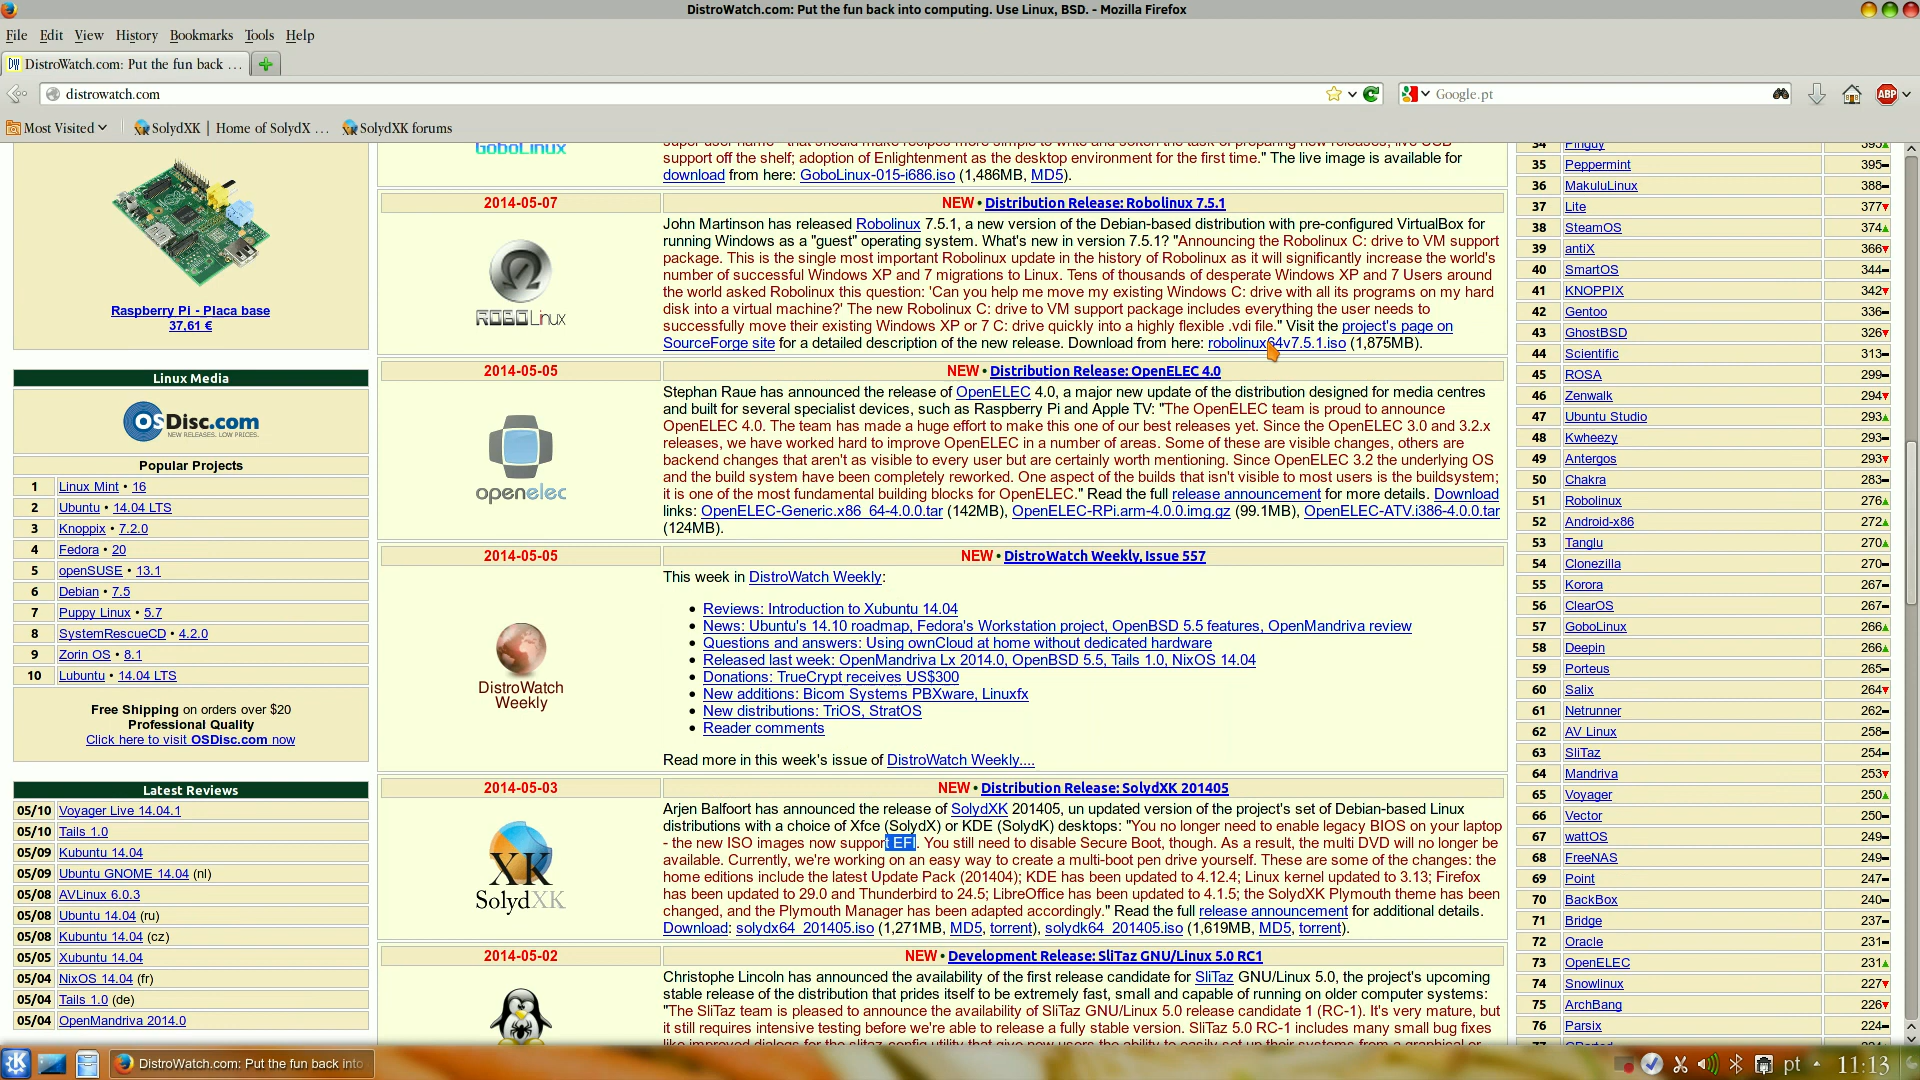 DistroWatch.com: Put the fun back into computing. Use Linux, BSD. - Mozilla Firefox
File Edit View History Bookmarks Tools Help
DistroWatch.com: Put the fun back ...
distrowatch.com
Google.pt
ABP
Most Visited
SolydXK | Home of SolydX ...
SolydXK forums
Raspberry Pi - Placa base
37,61 €
Linux Media
OSDisc.com
NEW RELEASES. LOW PRICES.
Popular Projects
1 Linux Mint • 16
2 Ubuntu • 14.04 LTS
3 Knoppix • 7.2.0
4 Fedora • 20
5 openSUSE • 13.1
6 Debian • 7.5
7 Puppy Linux • 5.7
8 SystemRescueCD • 4.2.0
9 Zorin OS • 8.1
10 Lubuntu • 14.04 LTS
Free Shipping on orders over $20
Professional Quality
Click here to visit OSDisc.com now
Latest Reviews
05/10 Voyager Live 14.04.1
05/10 Tails 1.0
05/09 Kubuntu 14.04
05/09 Ubuntu GNOME 14.04 (nl)
05/08 AVLinux 6.0.3
05/08 Ubuntu 14.04 (ru)
05/08 Kubuntu 14.04 (cz)
05/05 Xubuntu 14.04
05/04 NixOS 14.04 (fr)
05/04 Tails 1.0 (de)
05/04 OpenMandriva 2014.0
GoboLinux
support off the shelf; adoption of Enlightenment as the desktop environment for the first time." The live image is available for
download from here: GoboLinux-015-i686.iso (1,486MB, MD5).
2014-05-07
NEW • Distribution Release: Robolinux 7.5.1
ROBOLinux
John Martinson has released Robolinux 7.5.1, a new version of the Debian-based distribution with pre-configured VirtualBox for
running Windows as a "guest" operating system. What's new in version 7.5.1? "Announcing the Robolinux C: drive to VM support
package. This is the single most important Robolinux update in the history of Robolinux as it will significantly increase the world's
number of successful Windows XP and 7 migrations to Linux. Tens of thousands of desperate Windows XP and 7 Users around
the world asked Robolinux this question: 'Can you help me move my existing Windows C: drive with all its programs on my hard
disk into a virtual machine?' The new Robolinux C: drive to VM support package includes everything the user needs to
successfully move their existing Windows XP or 7 C: drive quickly into a highly flexible .vdi file." Visit the project's page on
SourceForge site for a detailed description of the new release. Download from here: robolinux64v7.5.1.iso (1,875MB).
2014-05-05
NEW • Distribution Release: OpenELEC 4.0
openelec
Stephan Raue has announced the release of OpenELEC 4.0, a major new update of the distribution designed for media centres
and built for several specialist devices, such as Raspberry Pi and Apple TV: "The OpenELEC team is proud to announce
OpenELEC 4.0. The team has made a huge effort to make this one of our best releases yet. Since the OpenELEC 3.0 and 3.2.x
releases, we have worked hard to improve OpenELEC in a number of areas. Some of these are visible changes, others are
backend changes that aren't as visible to every user but are certainly worth mentioning. Since OpenELEC 3.2 the underlying OS
and the build system have been completely reworked. One aspect of the builds that isn't visible to most users is the buildsystem;
it is one of the most fundamental building blocks for OpenELEC." Read the full release announcement for more details. Download
links: OpenELEC-Generic.x86_64-4.0.0.tar (142MB), OpenELEC-RPi.arm-4.0.0.img.gz (99.1MB), OpenELEC-ATV.i386-4.0.0.tar
(124MB).
2014-05-05
NEW • DistroWatch Weekly, Issue 557
DistroWatch
Weekly
This week in DistroWatch Weekly:
• Reviews: Introduction to Xubuntu 14.04
• News: Ubuntu's 14.10 roadmap, Fedora's Workstation project, OpenBSD 5.5 features, OpenMandriva review
• Questions and answers: Using ownCloud at home without dedicated hardware
• Released last week: OpenMandriva Lx 2014.0, OpenBSD 5.5, Tails 1.0, NixOS 14.04
• Donations: TrueCrypt receives US$300
• New additions: Bicom Systems PBXware, Linuxfx
• New distributions: TriOS, StratOS
• Reader comments
Read more in this week's issue of DistroWatch Weekly....
2014-05-03
NEW • Distribution Release: SolydXK 201405
XK
SolydXK
Arjen Balfoort has announced the release of SolydXK 201405, un updated version of the project's set of Debian-based Linux
distributions with a choice of Xfce (SolydX) or KDE (SolydK) desktops: "You no longer need to enable legacy BIOS on your laptop
- the new ISO images now support EFI. You still need to disable Secure Boot, though. As a result, the multi DVD will no longer be
available. Currently, we're working on an easy way to create a multi-boot pen drive yourself. These are some of the changes: the
home editions include the latest Update Pack (201404); KDE has been updated to 4.12.4; Linux kernel updated to 3.13; Firefox
has been updated to 29.0 and Thunderbird to 24.5; LibreOffice has been updated to 4.1.5; the SolydXK Plymouth theme has been
changed, and the Plymouth Manager has been adapted accordingly." Read the full release announcement for additional details.
Download: solydx64_201405.iso (1,271MB, MD5, torrent), solydk64_201405.iso (1,619MB, MD5, torrent).
2014-05-02
NEW • Development Release: SliTaz GNU/Linux 5.0 RC1
Christophe Lincoln has announced the availability of the first release candidate for SliTaz GNU/Linux 5.0, the project's upcoming
stable release of the distribution that prides itself to be extremely fast, small and capable of running on older computer systems:
"The SliTaz team is pleased to announce the availability of SliTaz GNU/Linux 5.0 release candidate 1 (RC-1). It's very mature, but
it still requires intensive testing before we're able to release a fully stable version. SliTaz 5.0 RC-1 includes many small bug fixes
34 Pinguy 395
35 Peppermint 395
36 MakuluLinux 388
37 Lite 377
38 SteamOS 374
39 antiX 366
40 SmartOS 344
41 KNOPPIX 342
42 Gentoo 336
43 GhostBSD 326
44 Scientific 313
45 ROSA 299
46 Zenwalk 294
47 Ubuntu Studio 293
48 Kwheezy 293
49 Antergos 293
50 Chakra 283
51 Robolinux 276
52 Android-x86 272
53 Tanglu 270
54 Clonezilla 270
55 Korora 267
56 ClearOS 267
57 GoboLinux 266
58 Deepin 266
59 Porteus 265
60 Salix 264
61 Netrunner 262
62 AV Linux 258
63 SliTaz 254
64 Mandriva 253
65 Voyager 250
66 Vector 250
67 wattOS 249
68 FreeNAS 249
69 Point 247
70 BackBox 240
71 Bridge 237
72 Oracle 231
73 OpenELEC 231
74 Snowlinux 227
75 ArchBang 226
76 Parsix 224
DistroWatch.com: Put the fun back into
pt
11:13